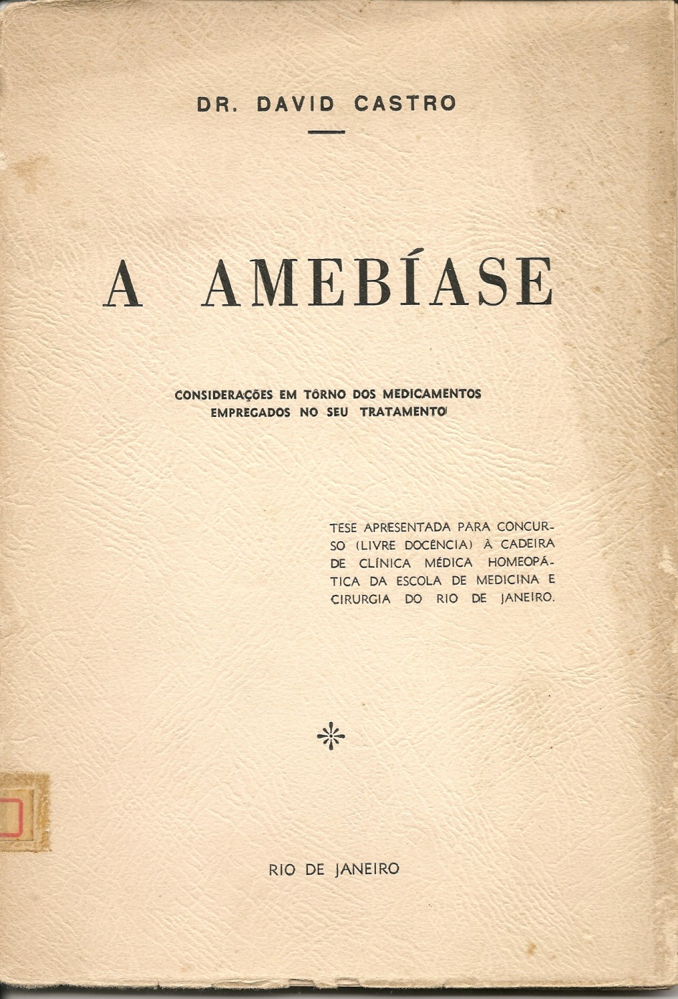 DR. DAVID CASTRO
A AMEBÍASE
CONSIDERAÇÕES EM TÔRNO DOS MEDICAMENTOS
EMPREGADOS NO SEU TRATAMENTO
TESE APRESENTADA PARA CONCUR-
SO (LIVRE DOCÊNCIA) À CADEIRA
DE CLÍNICA MÉDICA HOMEOPÁ-
TICA DA ESCOLA DE MEDICINA E
CIRURGIA DO RIO DE JANEIRO.
RIO DE JANEIRO